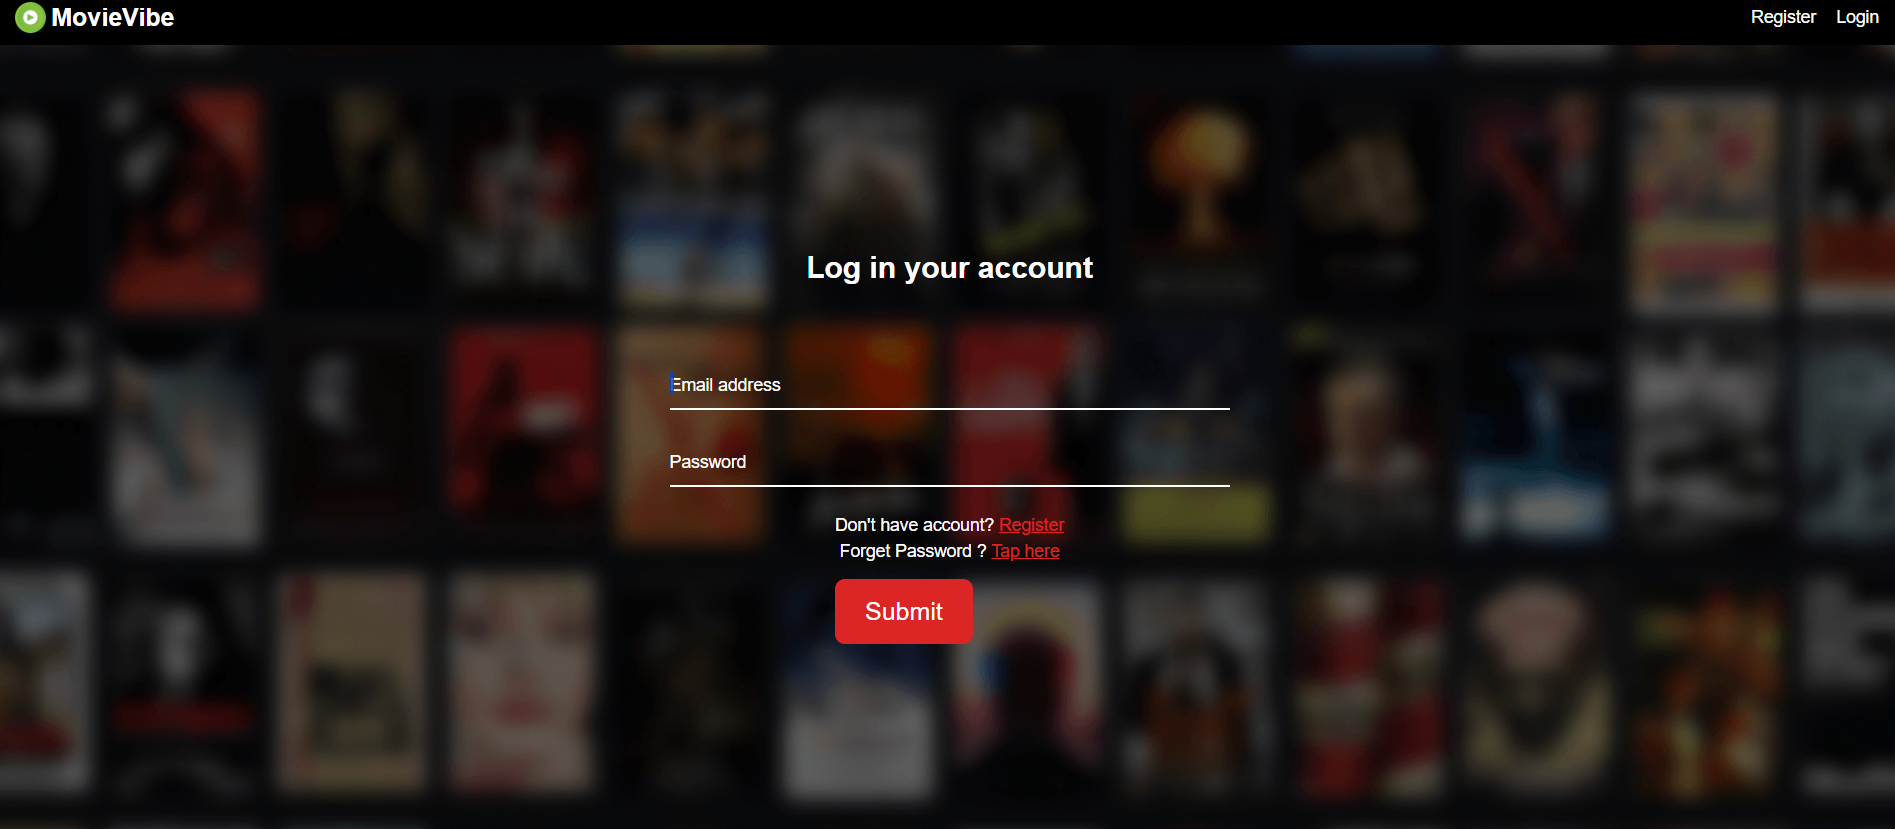 MovieVibe
Register Login
Log in your account
Email address
Password
Don't have account? Register
Forget Password ? Tap here
Submit